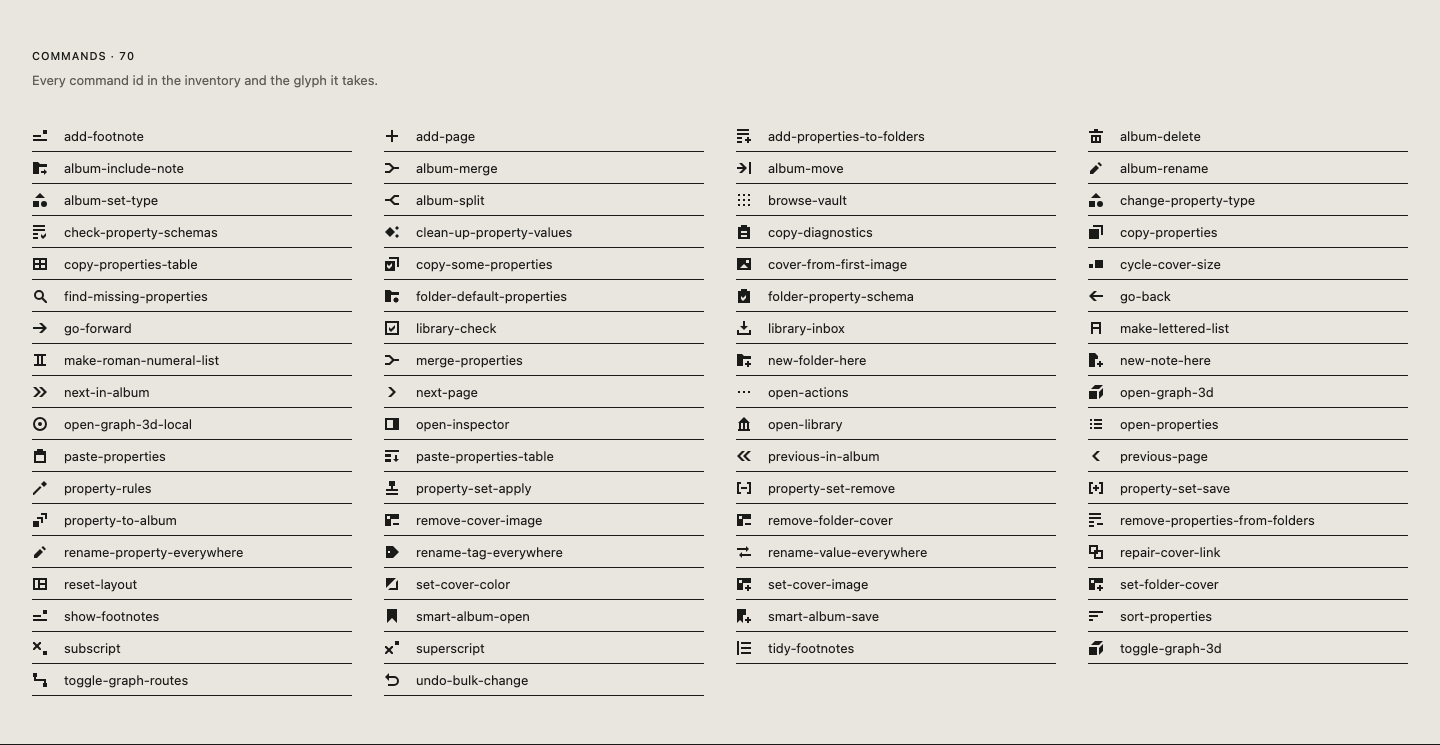 COMMANDS · 70
Every command id in the inventory and the glyph it takes.
add-footnote
add-page
add-properties-to-folders
album-delete
album-include-note
album-merge
album-move
album-rename
album-set-type
album-split
browse-vault
change-property-type
check-property-schemas
clean-up-property-values
copy-diagnostics
copy-properties
copy-properties-table
copy-some-properties
cover-from-first-image
cycle-cover-size
find-missing-properties
folder-default-properties
folder-property-schema
go-back
go-forward
library-check
library-inbox
make-lettered-list
make-roman-numeral-list
merge-properties
new-folder-here
new-note-here
next-in-album
next-page
open-actions
open-graph-3d
open-graph-3d-local
open-inspector
open-library
open-properties
paste-properties
paste-properties-table
previous-in-album
previous-page
property-rules
property-set-apply
property-set-remove
property-set-save
property-to-album
remove-cover-image
remove-folder-cover
remove-properties-from-folders
rename-property-everywhere
rename-tag-everywhere
rename-value-everywhere
repair-cover-link
reset-layout
set-cover-color
set-cover-image
set-folder-cover
show-footnotes
smart-album-open
smart-album-save
sort-properties
subscript
superscript
tidy-footnotes
toggle-graph-3d
toggle-graph-routes
undo-bulk-change